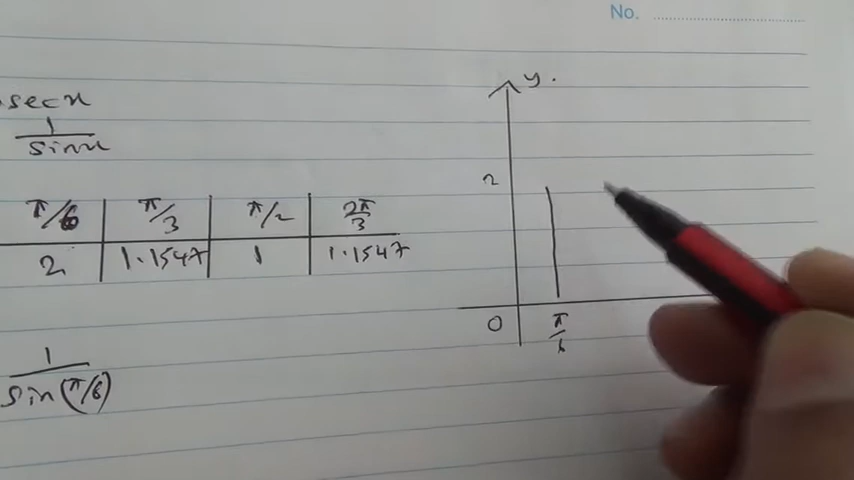 No.
osecx
1
sinx
π/6 π/3 π/2 2π/3
2 1.1547 1 1.1547
1
sin(π/6)
y.
2
0 π/6